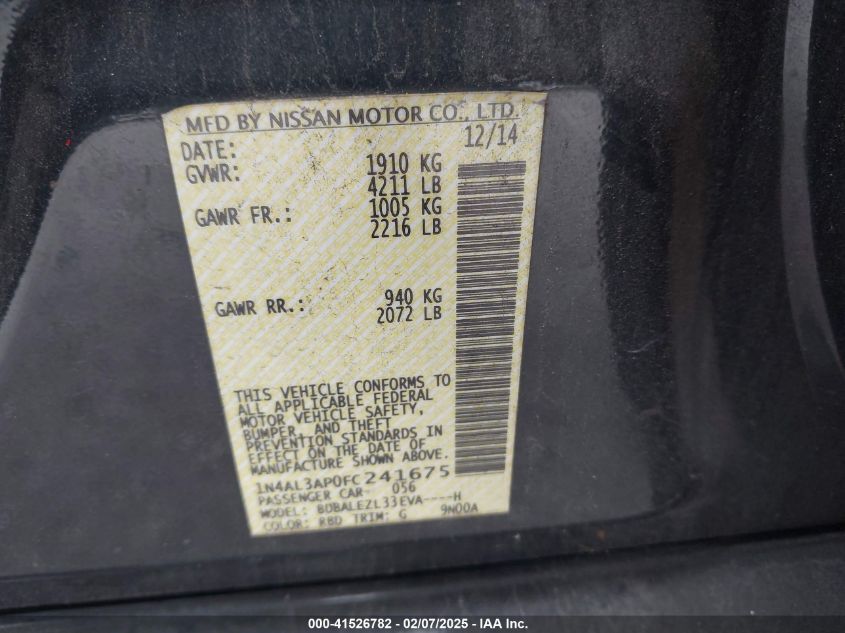 MFD BY NISSAN MOTOR CO., LTD.
DATE: 12/14
GVWR: 1910 KG
4211 LB
GAWR FR.: 1005 KG
2216 LB
GAWR RR.: 940 KG
2072 LB
THIS VEHICLE CONFORMS TO
ALL APPLICABLE FEDERAL
MOTOR VEHICLE SAFETY,
BUMPER, AND THEFT
PREVENTION STANDARDS IN
EFFECT ON THE DATE OF
MANUFACTURE SHOWN ABOVE.
1N4AL3AP0FC241675
PASSENGER CAR- 056
MODEL: BDBALEZL33EVA----H
COLOR: RBD TRIM: G 9N00A
000-41526782 - 02/07/2025 - IAA Inc.